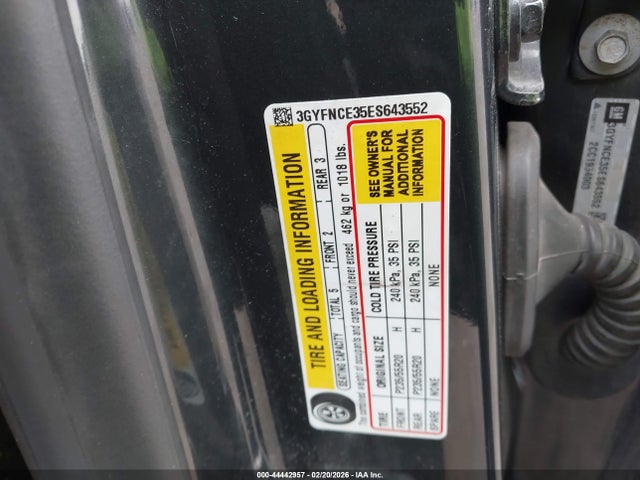 3GYFNCE35ES643552
TIRE AND LOADING INFORMATION
SEATING CAPACITY TOTAL 5 FRONT 2 REAR 3
The combined weight of occupants and cargo should never exceed 462 kg or 1018 lbs.
TIRE ORIGINAL SIZE COLD TIRE PRESSURE
FRONT P235/55R20 H 240 kPa, 35 PSI
REAR P235/55R20 H 240 kPa, 35 PSI
SPARE NONE NONE
SEE OWNER'S
MANUAL FOR
ADDITIONAL
INFORMATION
GM
3GYFNCE35ES643552
000-44442957 - 02/20/2026 - IAA Inc.